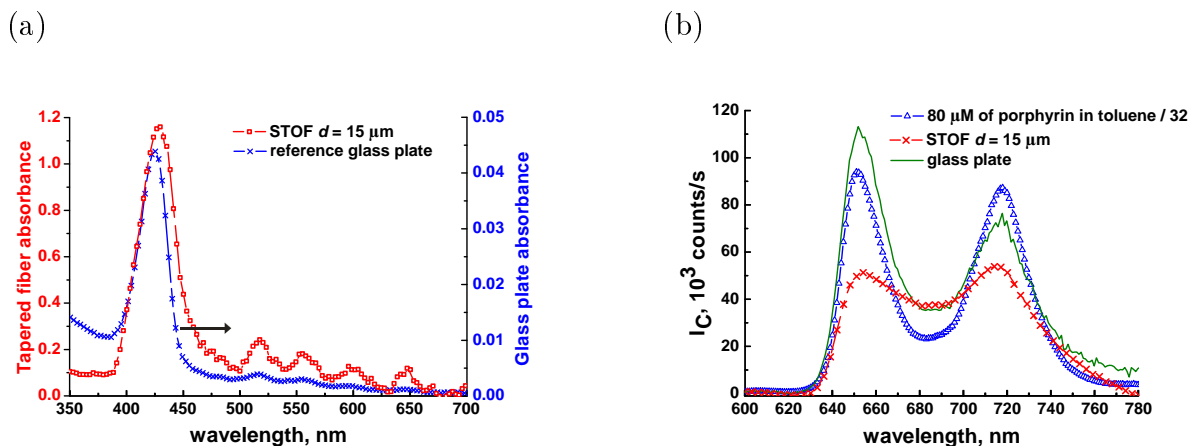 (a)
(b)
Tapered fiber absorbance
1.2
1.0
0.8
0.6
0.4
0.2
0.0
STOF d = 15 μm
reference glass plate
0.05
0.04
0.03
0.02
0.01
0.00
Glass plate absorbance
350 400 450 500 550 600 650 700
wavelength, nm
I_C, 10³ counts/s
120
100
80
60
40
20
0
80 μM of porphyrin in toluene / 32
STOF d = 15 μm
glass plate
600 620 640 660 680 700 720 740 760 780
wavelength, nm